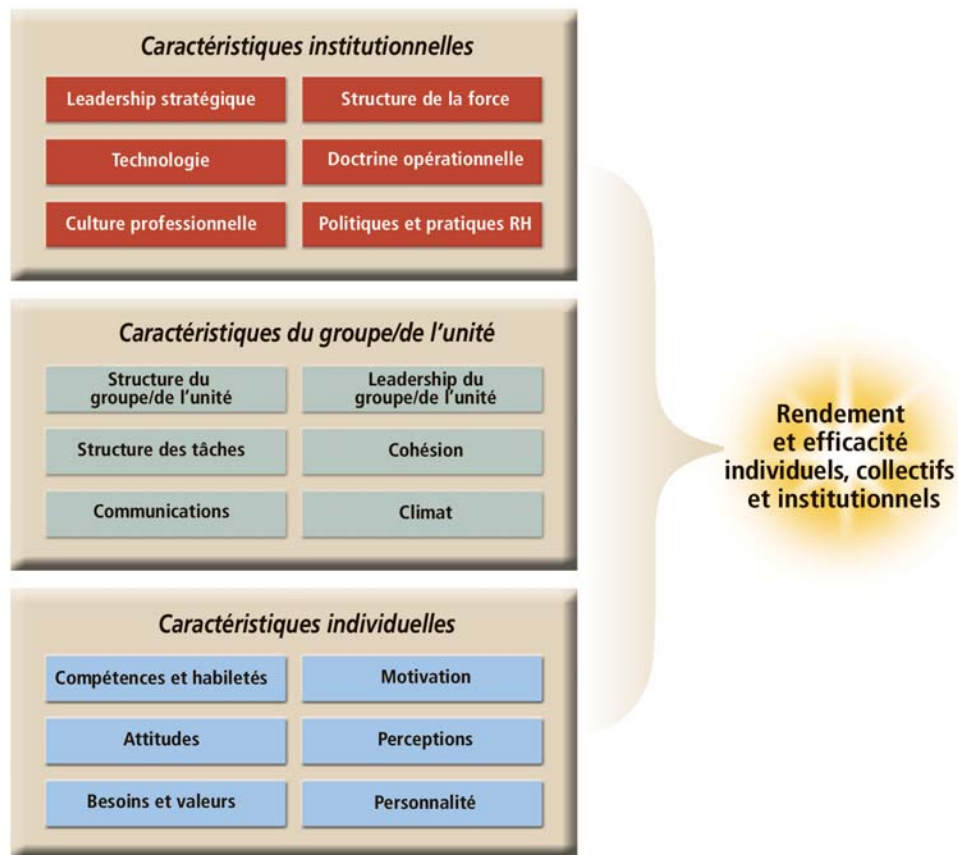 Caractéristiques institutionnelles
Leadership stratégique
Structure de la force
Technologie
Doctrine opérationnelle
Culture professionnelle
Politiques et pratiques RH
Caractéristiques du groupe/de l’unité
Structure du
groupe/de l’unité
Leadership du
groupe/de l’unité
Structure des tâches
Cohésion
Communications
Climat
Caractéristiques individuelles
Compétences et habiletés
Motivation
Attitudes
Perceptions
Besoins et valeurs
Personnalité
Rendement
et efficacité
individuels, collectifs
et institutionnels